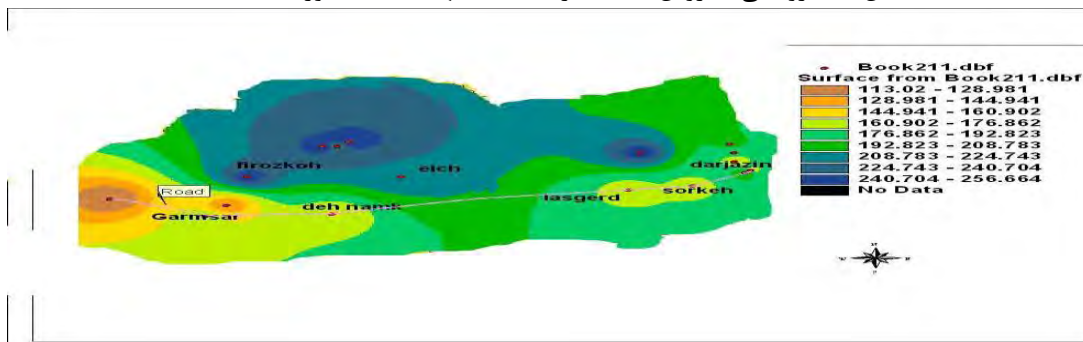 Book211.dbf
Surface from Book211.dbf
113.02 - 128.981
128.981 - 144.941
144.941 - 160.902
160.902 - 176.862
176.862 - 192.823
192.823 - 208.783
208.783 - 224.743
224.743 - 240.704
240.704 - 256.664
No Data
firozkoh
eich
darjazin
Road
sorkeh
lasgerd
deh namk
Garmsar